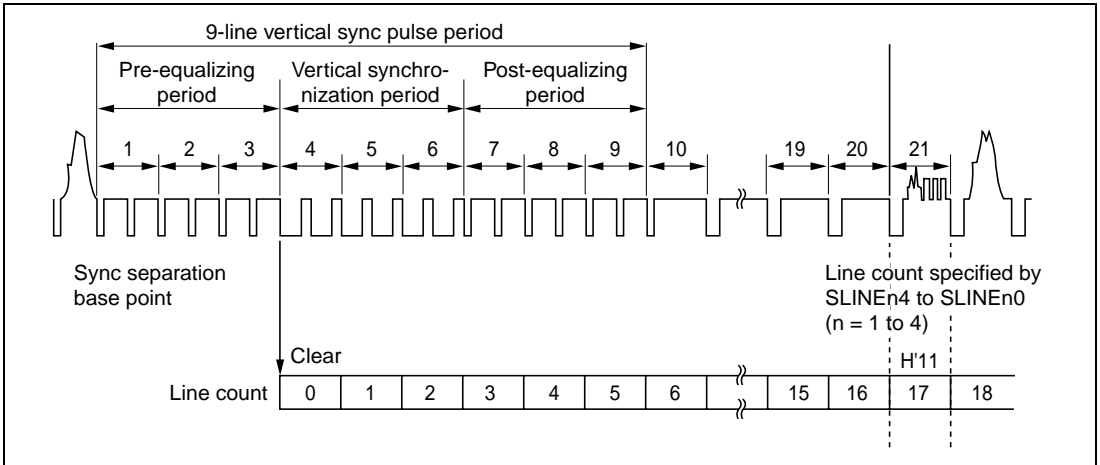 9-line vertical sync pulse period
Pre-equalizing
period
Vertical synchro-
nization period
Post-equalizing
period
1 2 3 4 5 6 7 8 9 10 19 20 21
Sync separation
base point
Line count specified by
SLINEn4 to SLINEn0
(n = 1 to 4)
Clear
H'11
Line count 0 1 2 3 4 5 6 15 16 17 18